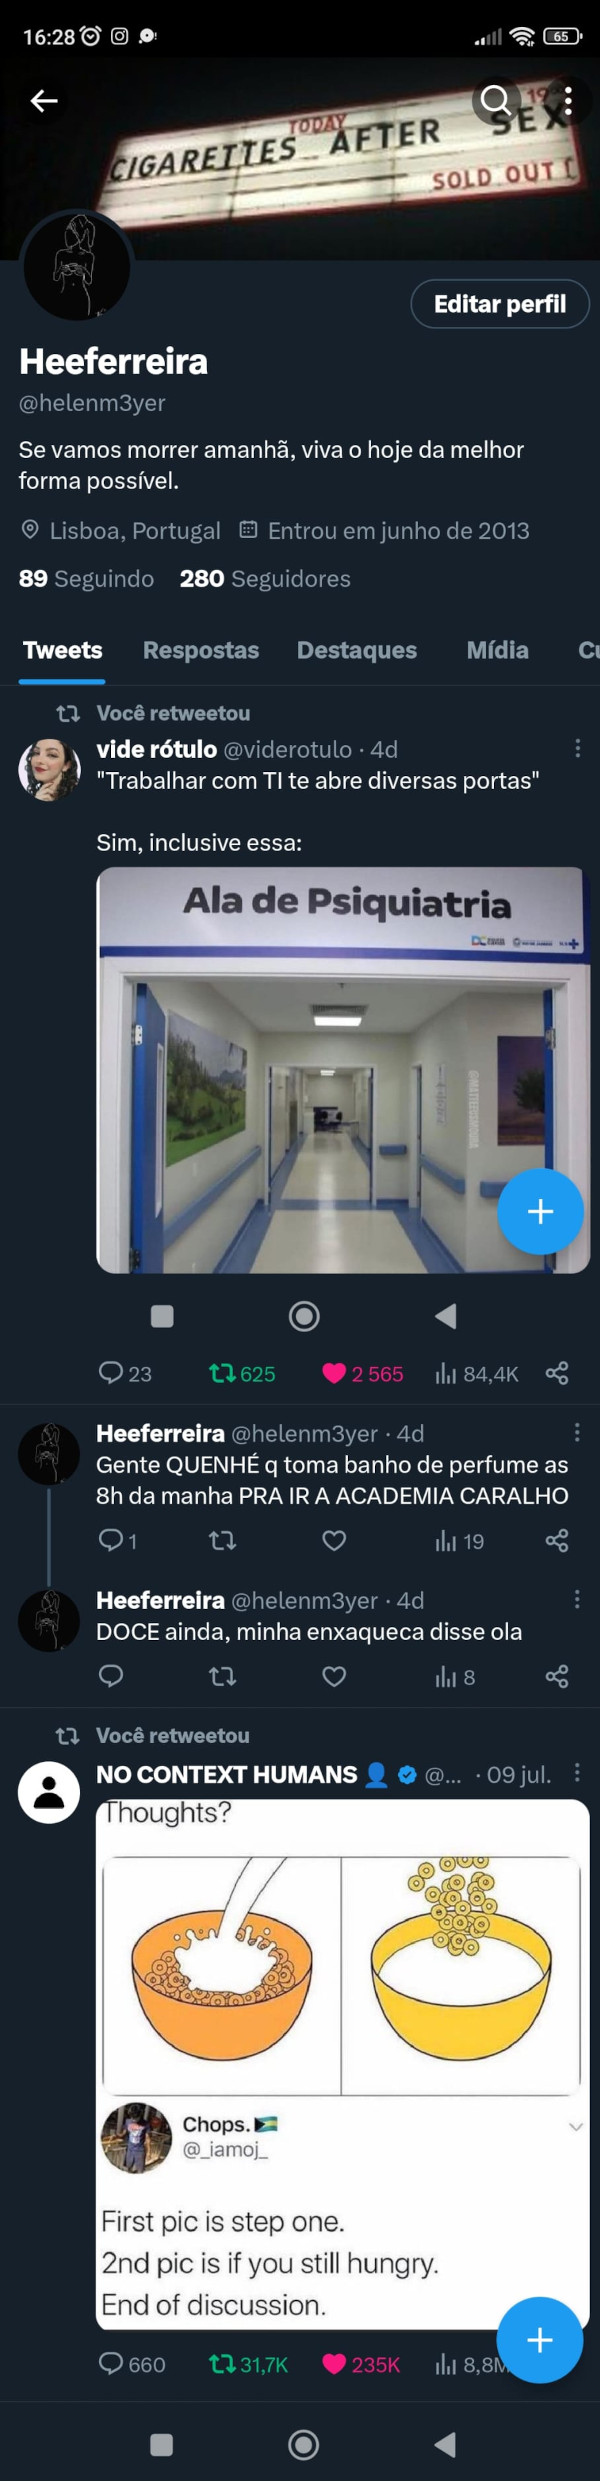 16:28
65
TODAY
19
CIGARETTES AFTER SEX
SOLD OUT
Editar perfil
Heeferreira
@helenm3yer
Se vamos morrer amanhã, viva o hoje da melhor
forma possível.
Lisboa, Portugal Entrou em junho de 2013
89 Seguindo 280 Seguidores
Tweets Respostas Destaques Mídia Cu
Você retweetou
vide rótulo @viderotulo · 4d
"Trabalhar com TI te abre diversas portas"
Sim, inclusive essa:
Ala de Psiquiatria
23 625 2 565 84,4K
Heeferreira @helenm3yer · 4d
Gente QUENHÉ q toma banho de perfume as
8h da manha PRA IR A ACADEMIA CARALHO
1 19
Heeferreira @helenm3yer · 4d
DOCE ainda, minha enxaqueca disse ola
8
Você retweetou
NO CONTEXT HUMANS 👤 @... · 09 jul.
Thoughts?
Chops.🇧🇸
@_iamoj_
First pic is step one.
2nd pic is if you still hungry.
End of discussion.
660 31,7K 235K 8,8M